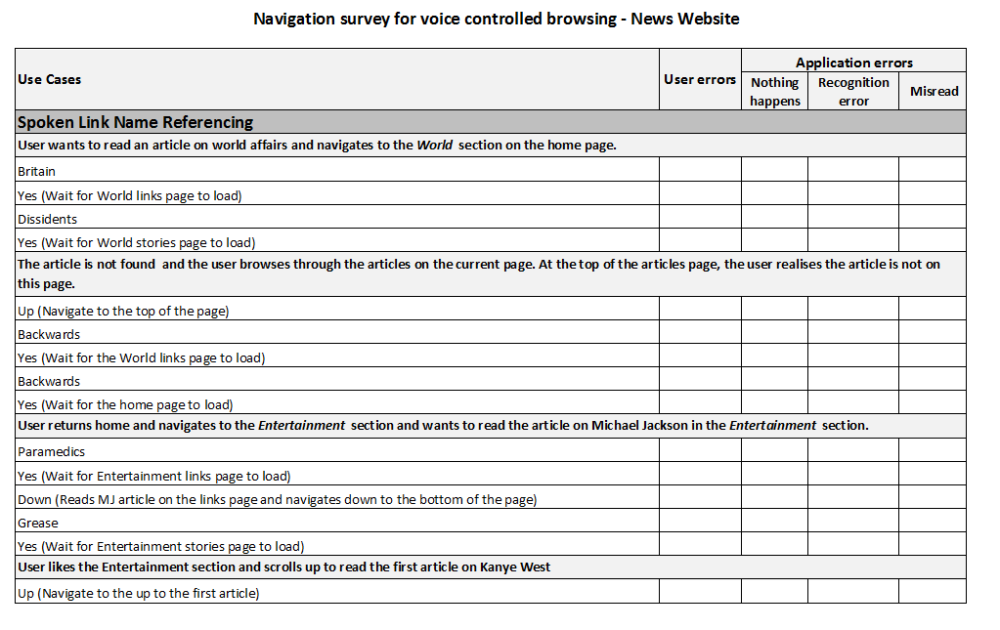 Navigation survey for voice controlled browsing - News Website
Use Cases
User errors
Application errors
Nothing
happens
Recognition
error
Misread
Spoken Link Name Referencing
User wants to read an article on world affairs and navigates to the World section on the home page.
Britain
Yes (Wait for World links page to load)
Dissidents
Yes (Wait for World stories page to load)
The article is not found and the user browses through the articles on the current page. At the top of the articles page, the user realises the article is not on
this page.
Up (Navigate to the top of the page)
Backwards
Yes (Wait for the World links page to load)
Backwards
Yes (Wait for the home page to load)
User returns home and navigates to the Entertainment section and wants to read the article on Michael Jackson in the Entertainment section.
Paramedics
Yes (Wait for Entertainment links page to load)
Down (Reads MJ article on the links page and navigates down to the bottom of the page)
Grease
Yes (Wait for Entertainment stories page to load)
User likes the Entertainment section and scrolls up to read the first article on Kanye West
Up (Navigate to the up to the first article)